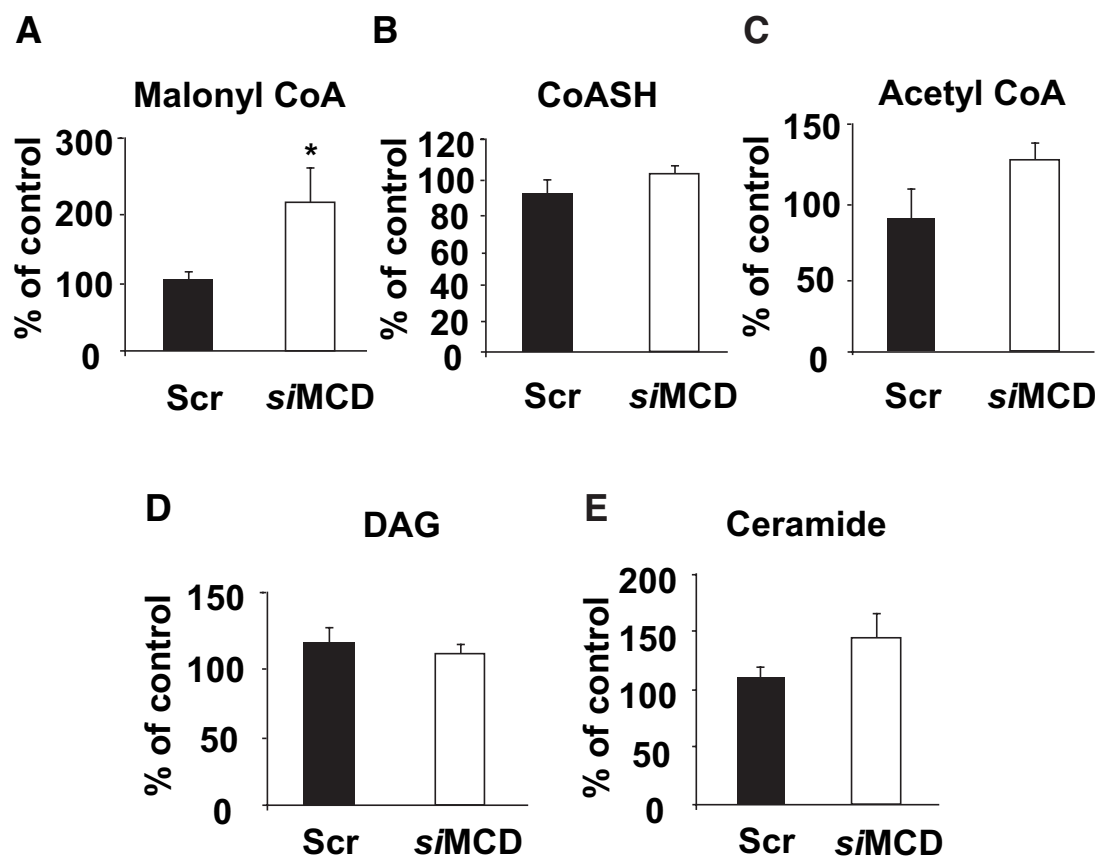 A
Malonyl CoA
% of control
300
200
100
0
*
Scr siMCD
B
CoASH
% of control
120
100
80
60
40
20
0
Scr siMCD
C
Acetyl CoA
% of control
150
100
50
0
Scr siMCD
D
DAG
% of control
150
100
50
0
Scr siMCD
E
Ceramide
% of control
200
150
100
50
0
Scr siMCD